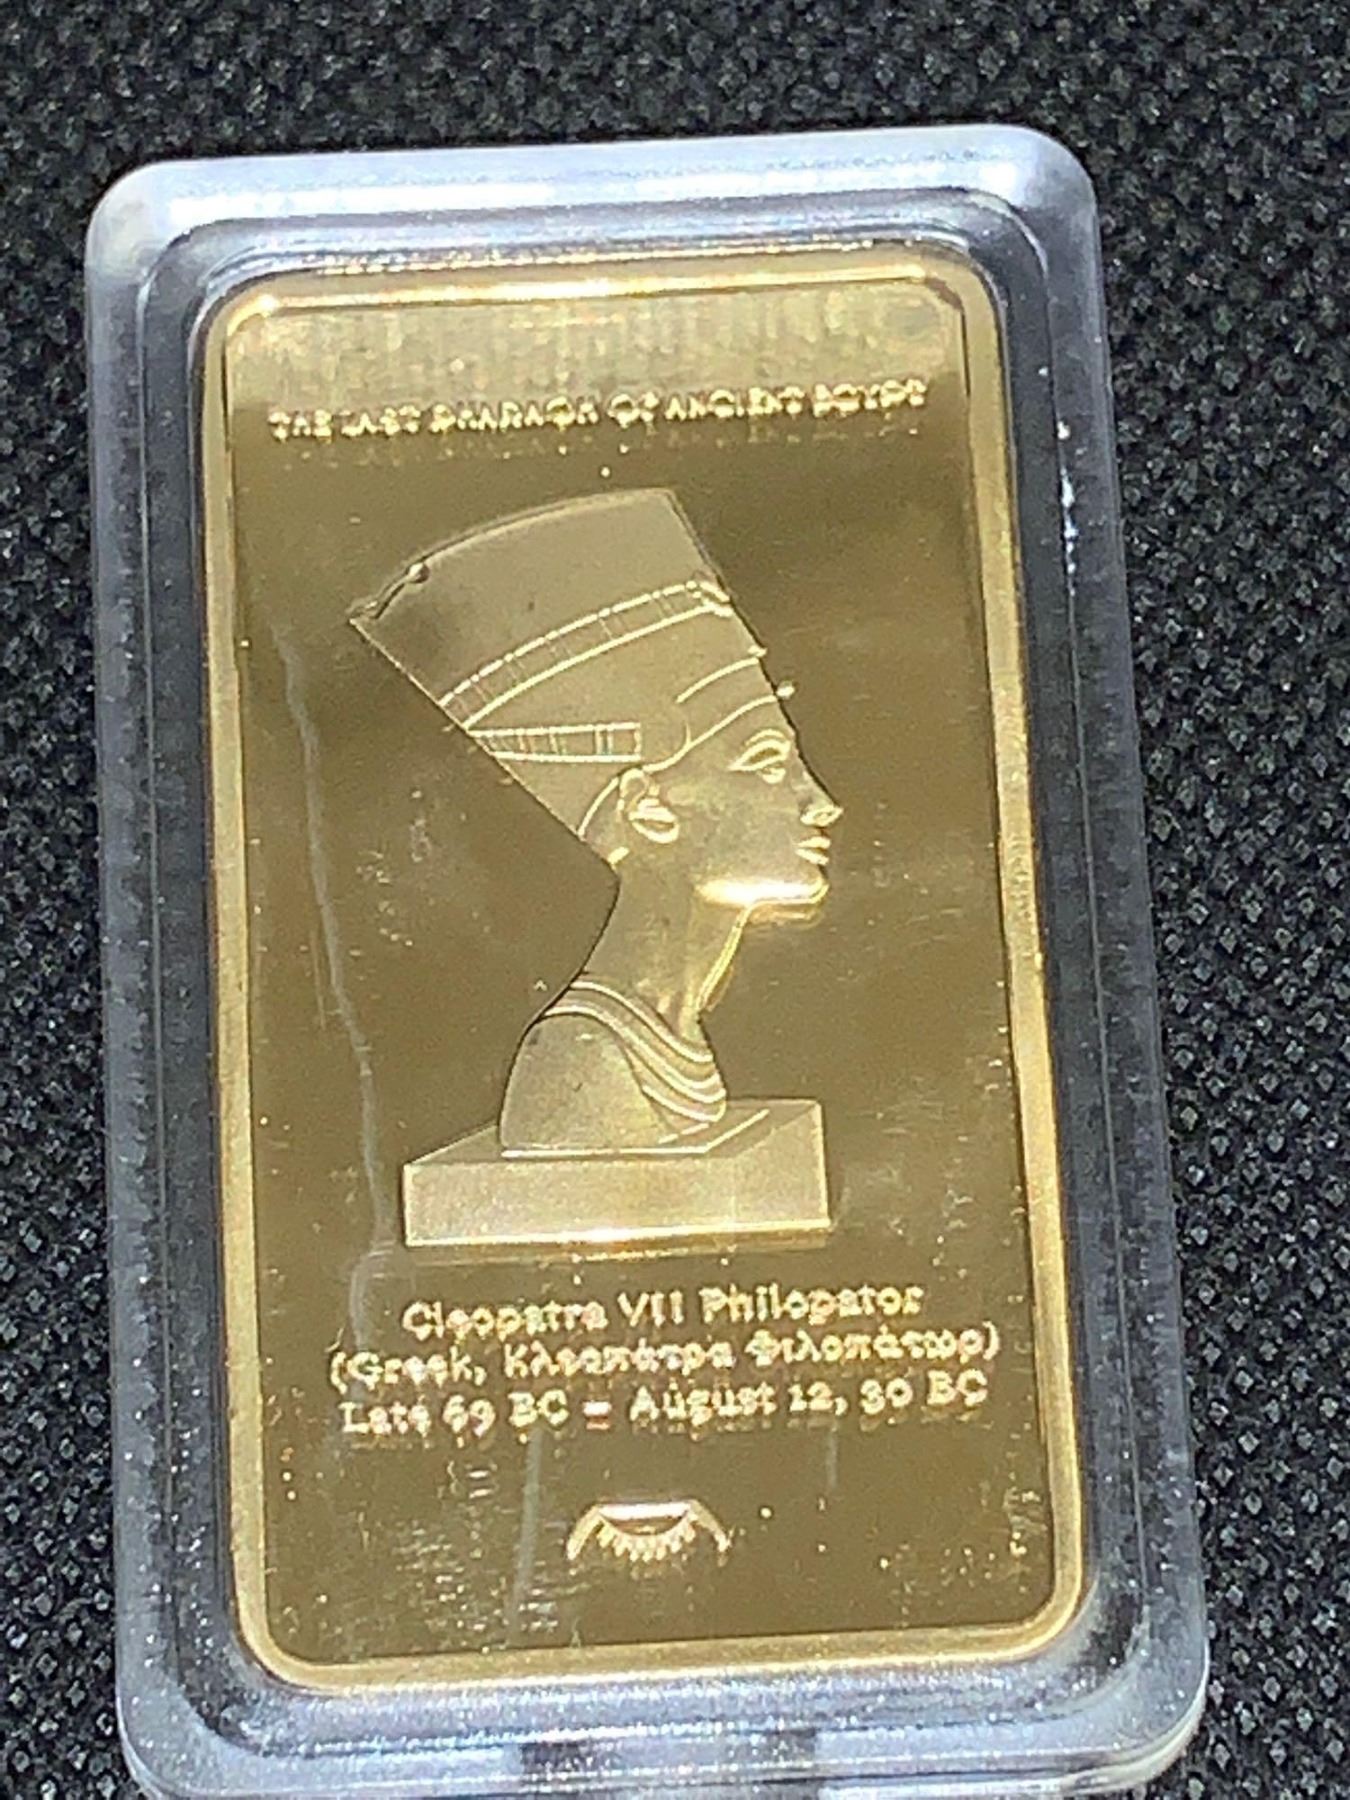 THE LAST PHARAOH OF ANCIENT EGYPT
Cleopatra VII Philopator
(Greek, Κλεοπάτρα Φιλοπάτωρ)
Late 69 BC – August 12, 30 BC